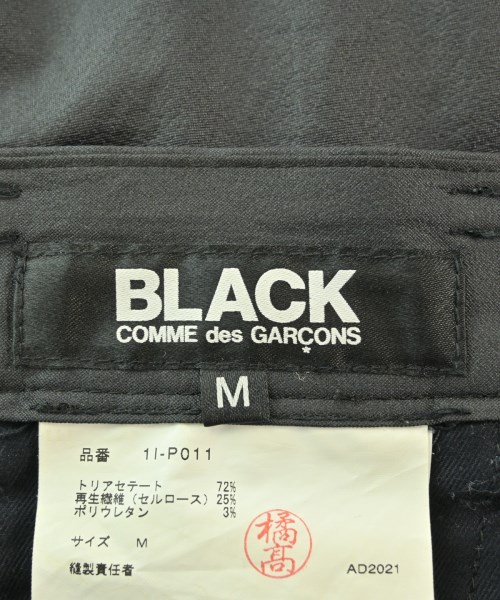 BLACK
COMME des GARÇONS
M
品番 1I-P011
トリアセテート 72%
再生繊維（セルロース） 25%
ポリウレタン 3%
サイズ M
橘高
縫製責任者 AD2021